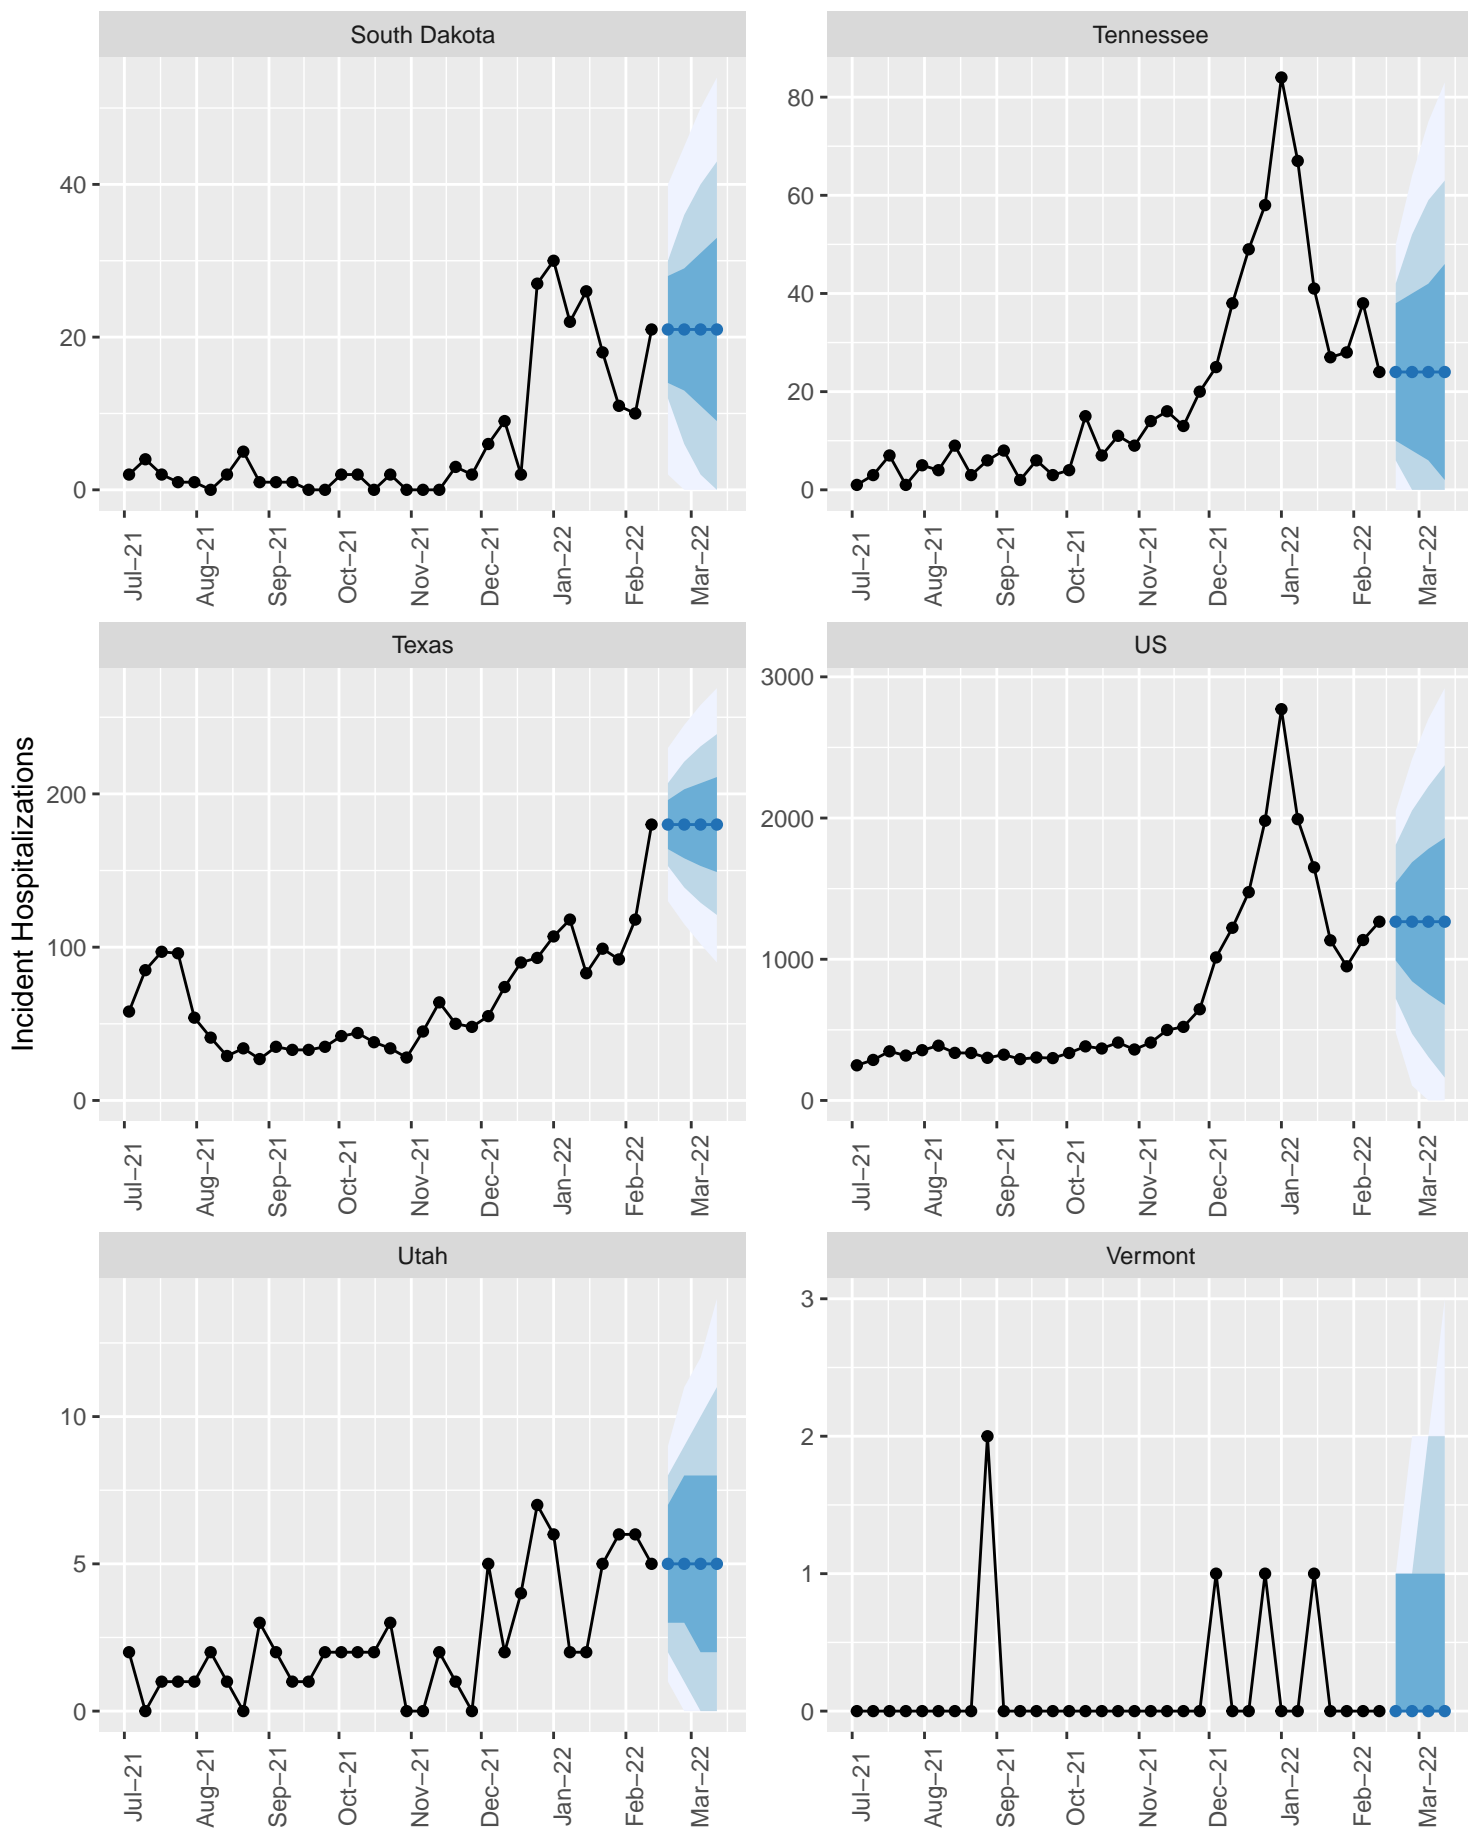 South Dakota
Tennessee
40
20
0
80
60
40
20
0
Jul−21
Aug−21
Sep−21
Oct−21
Nov−21
Dec−21
Jan−22
Feb−22
Mar−22
Jul−21
Aug−21
Sep−21
Oct−21
Nov−21
Dec−21
Jan−22
Feb−22
Mar−22
Incident Hospitalizations
Texas
US
200
100
0
3000
2000
1000
0
Jul−21
Aug−21
Sep−21
Oct−21
Nov−21
Dec−21
Jan−22
Feb−22
Mar−22
Jul−21
Aug−21
Sep−21
Oct−21
Nov−21
Dec−21
Jan−22
Feb−22
Mar−22
Utah
Vermont
10
5
0
3
2
1
0
Jul−21
Aug−21
Sep−21
Oct−21
Nov−21
Dec−21
Jan−22
Feb−22
Mar−22
Jul−21
Aug−21
Sep−21
Oct−21
Nov−21
Dec−21
Jan−22
Feb−22
Mar−22